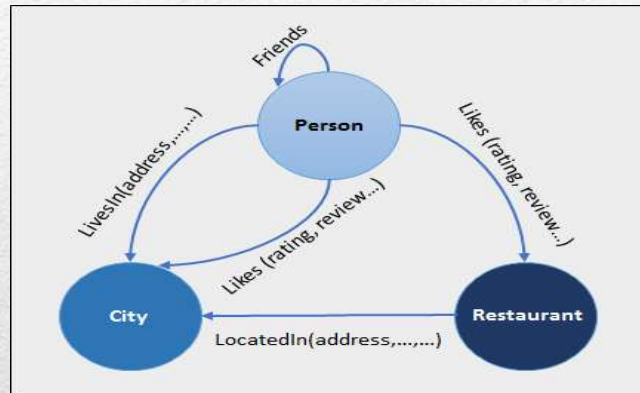 Friends
Person
LivesIn(address,...,...)
Likes (rating, review...)
Likes (rating, review...)
City
Restaurant
LocatedIn(address,...,...)